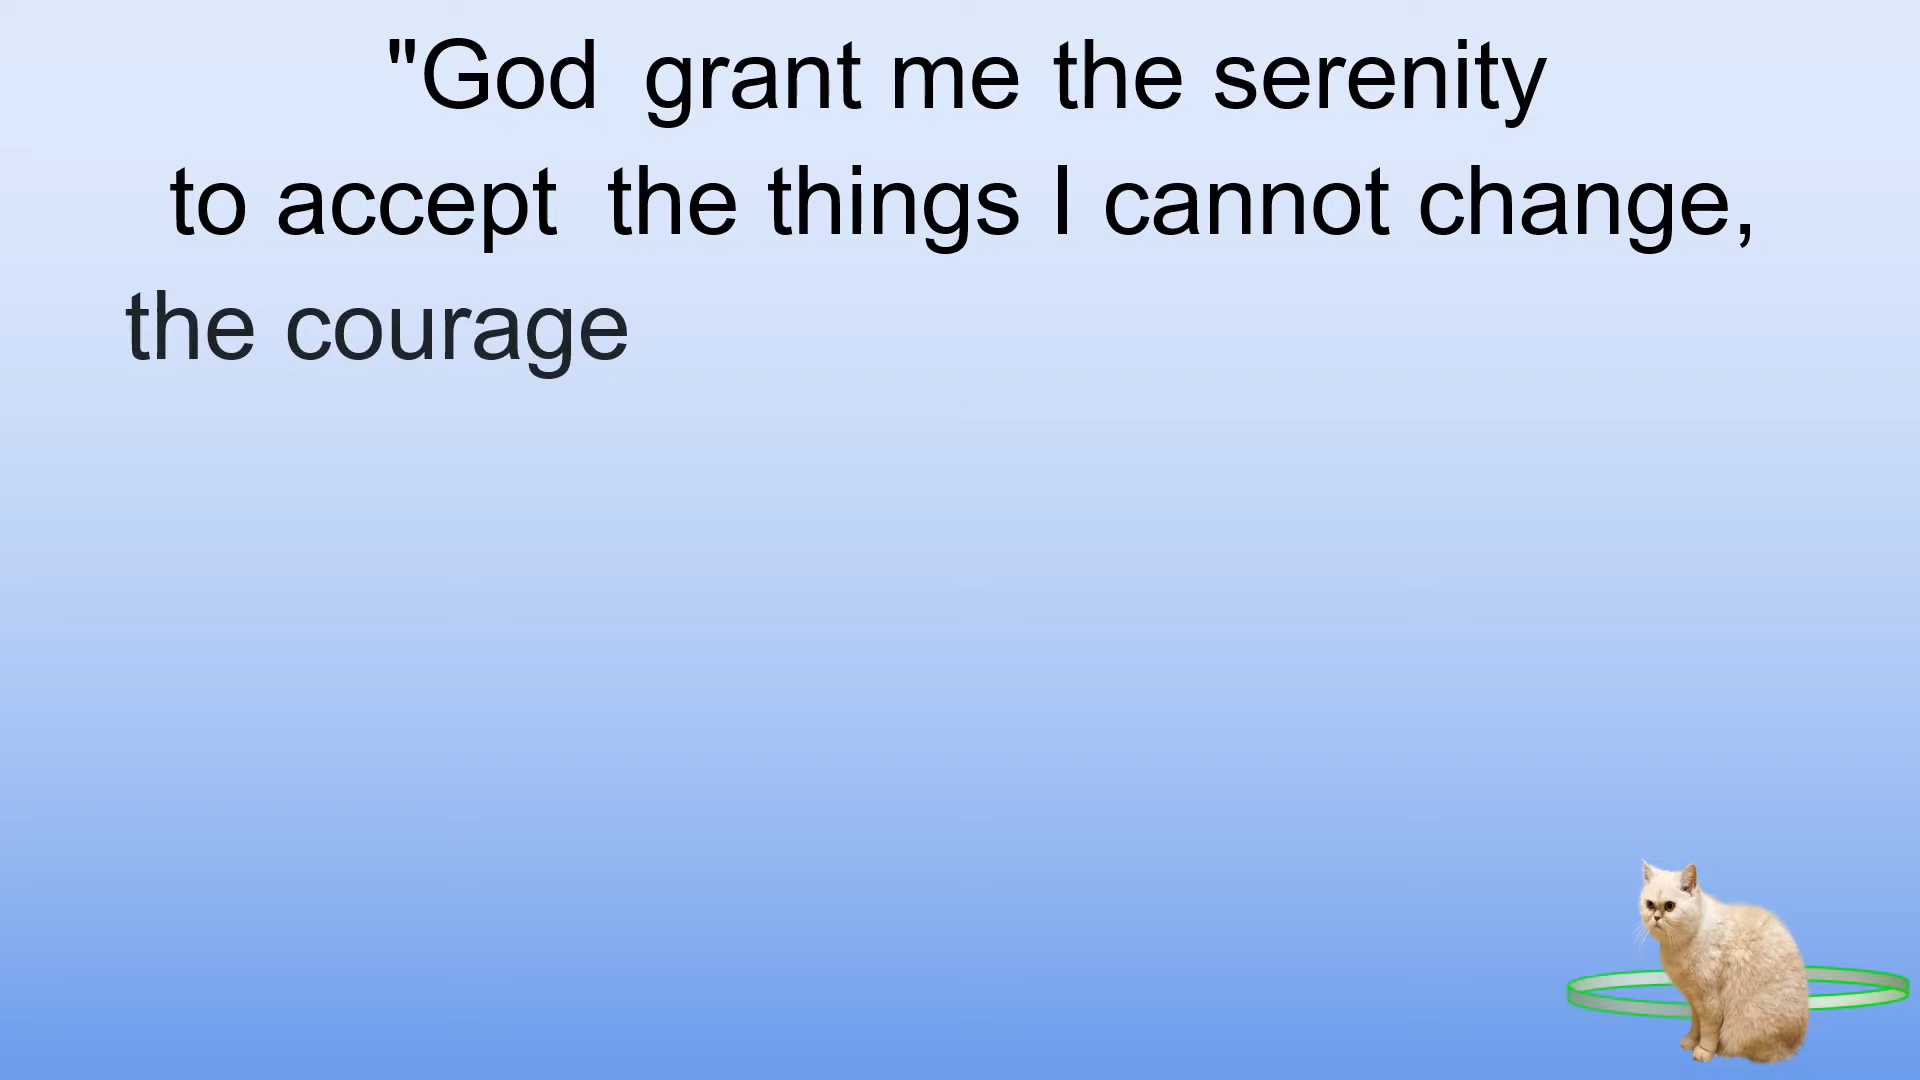 "God grant me the serenity
to accept the things I cannot change,
the courage